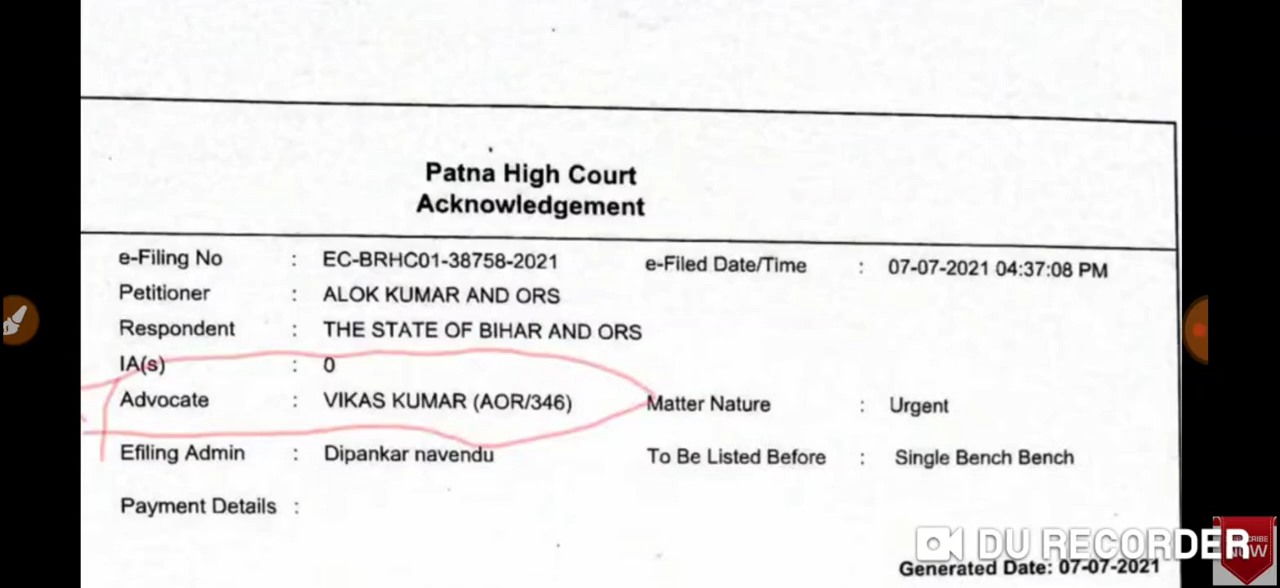 Patna High Court
Acknowledgement
e-Filing No : EC-BRHC01-38758-2021 e-Filed Date/Time : 07-07-2021 04:37:08 PM
Petitioner : ALOK KUMAR AND ORS
Respondent : THE STATE OF BIHAR AND ORS
IA(s) : 0
Advocate : VIKAS KUMAR (AOR/346) Matter Nature : Urgent
Efiling Admin : Dipankar navendu To Be Listed Before : Single Bench Bench
Payment Details :
DU RECORDER
NOW
Generated Date: 07-07-2021